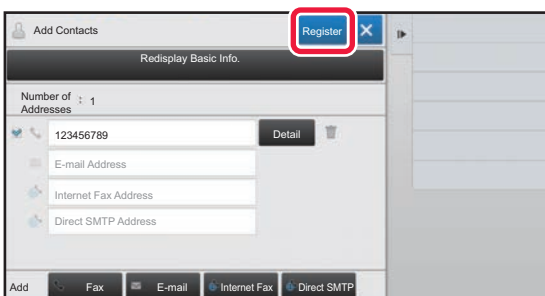 Add Contacts Register
Redisplay Basic Info.
Number of Addresses : 1
123456789 Detail
E-mail Address
Internet Fax Address
Direct SMTP Address
Add Fax E-mail Internet Fax Direct SMTP